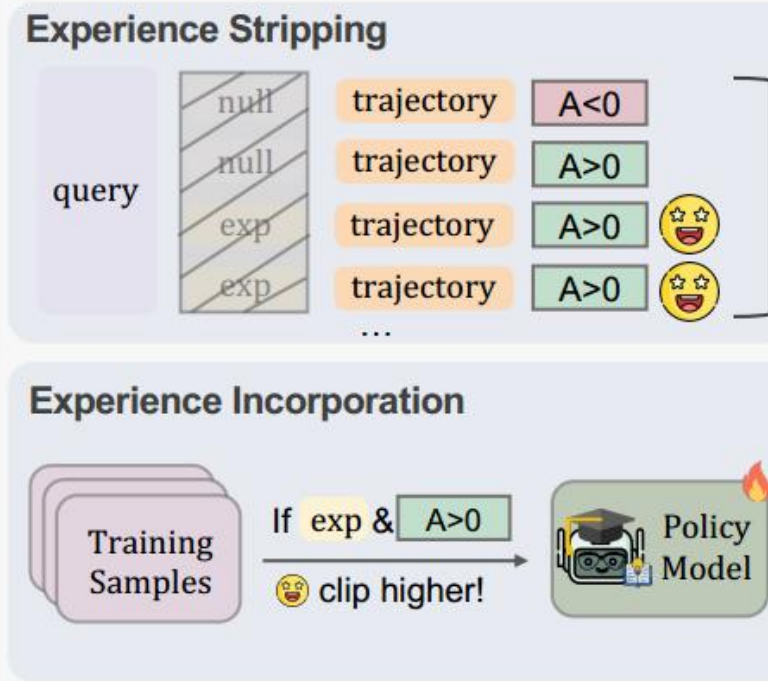 Experience Stripping
query
null trajectory A<0
null trajectory A>0
exp trajectory A>0
exp trajectory A>0
...
Experience Incorporation
Training
Samples
If exp & A>0
clip higher!
Policy
Model